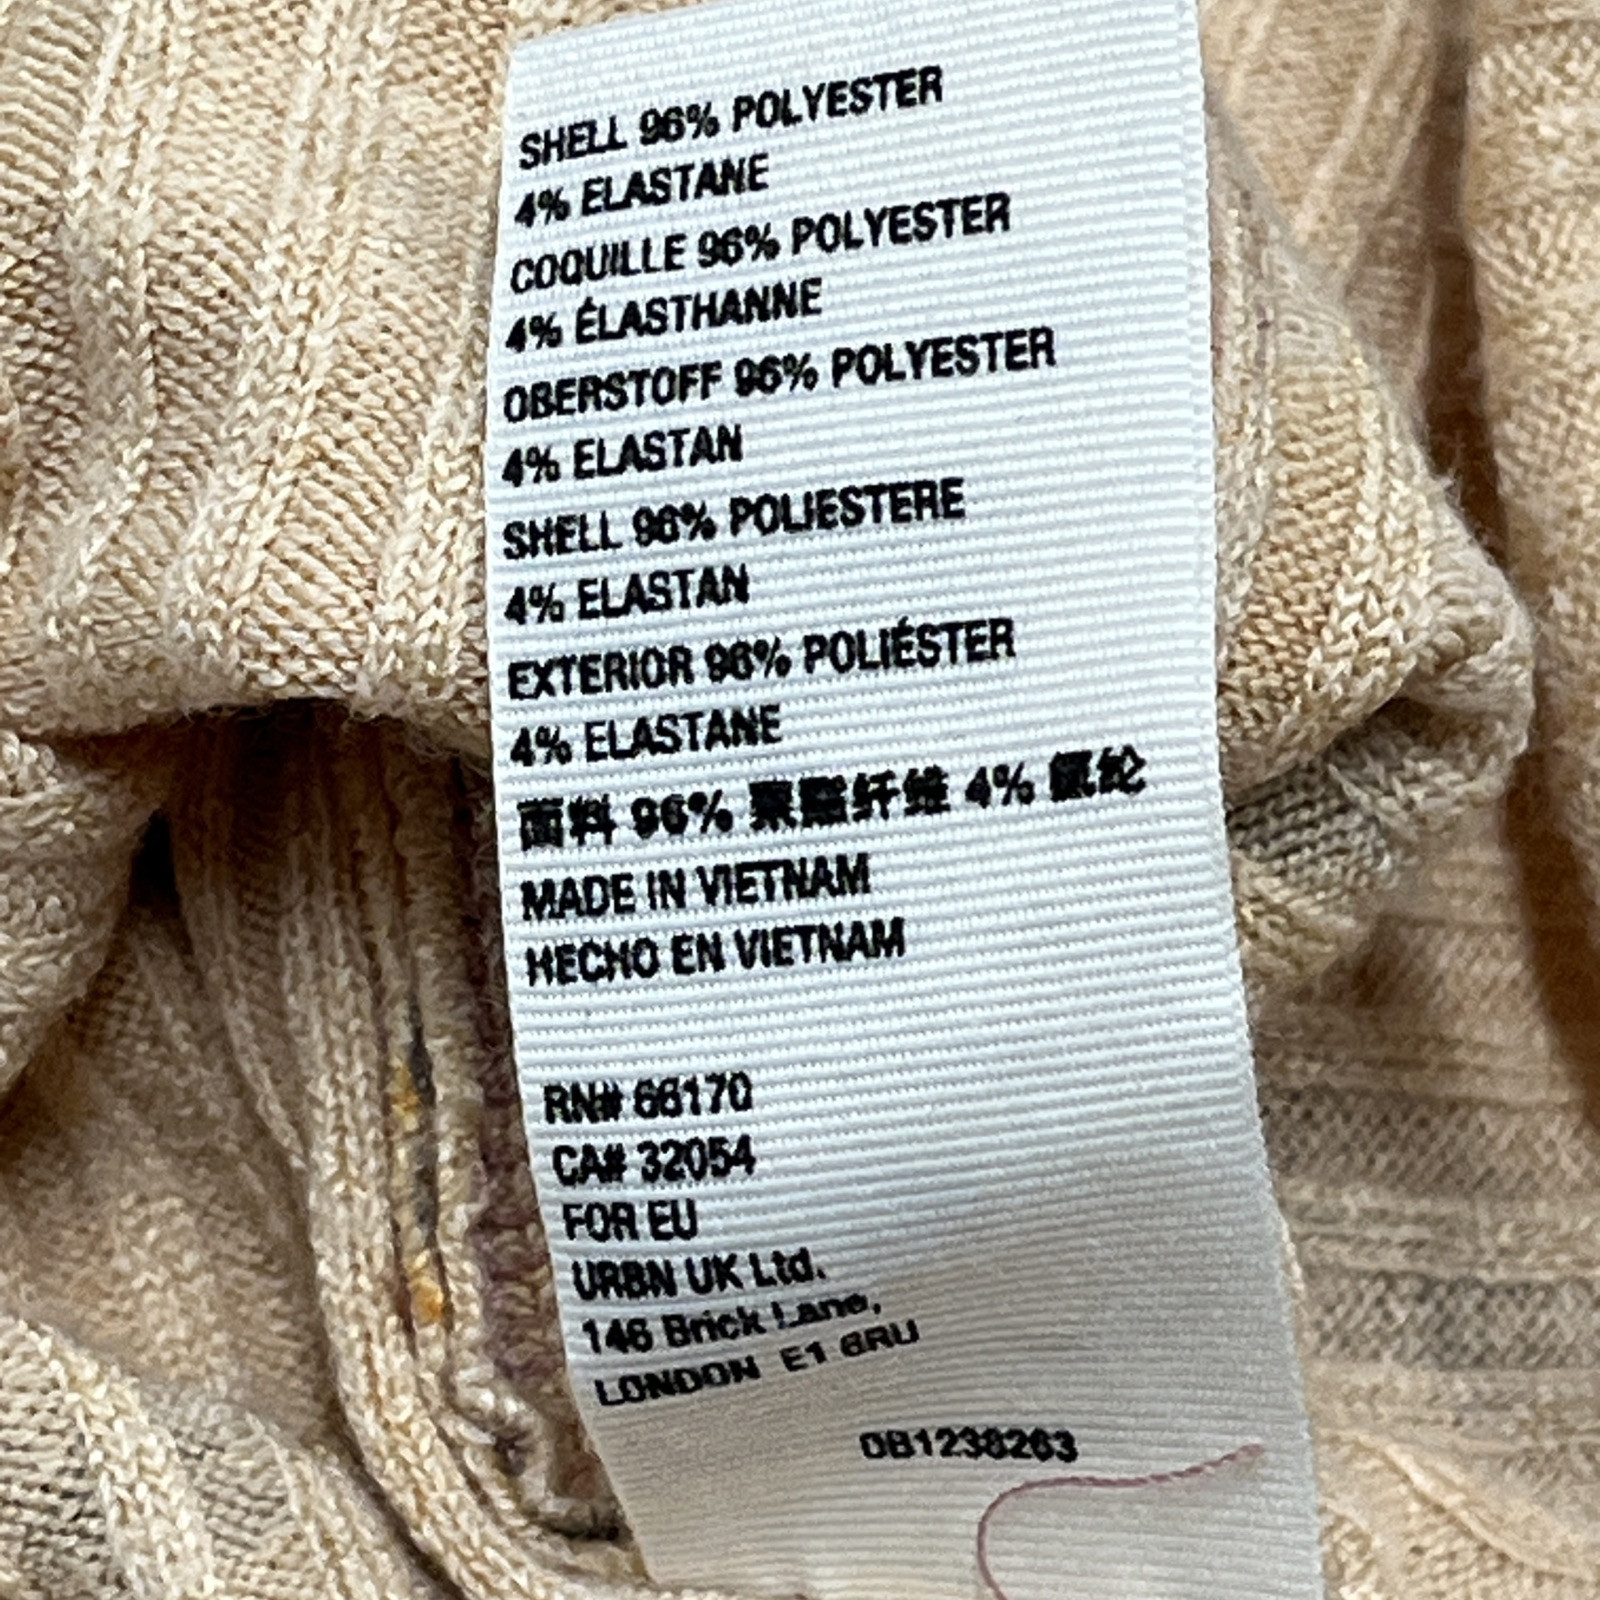 SHELL 96% POLYESTER
4% ELASTANE
COQUILLE 96% POLYESTER
4% ÉLASTHANNE
OBERSTOFF 96% POLYESTER
4% ELASTAN
SHELL 96% POLIESTERE
4% ELASTAN
EXTERIOR 96% POLIÉSTER
4% ELASTANE
面料 96% 聚酯纤维 4% 氨纶
MADE IN VIETNAM
HECHO EN VIETNAM
RN# 66170
CA# 32054
FOR EU
URBN UK Ltd.
146 Brick Lane,
LONDON E1 6RU
OB1238263